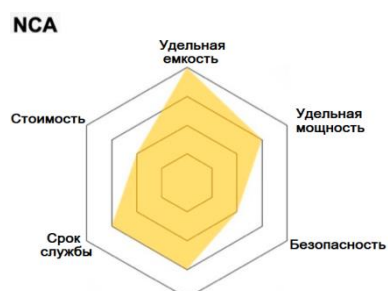 NCA
Удельная
емкость
Стоимость
Удельная
мощность
Срок
службы
Безопасность